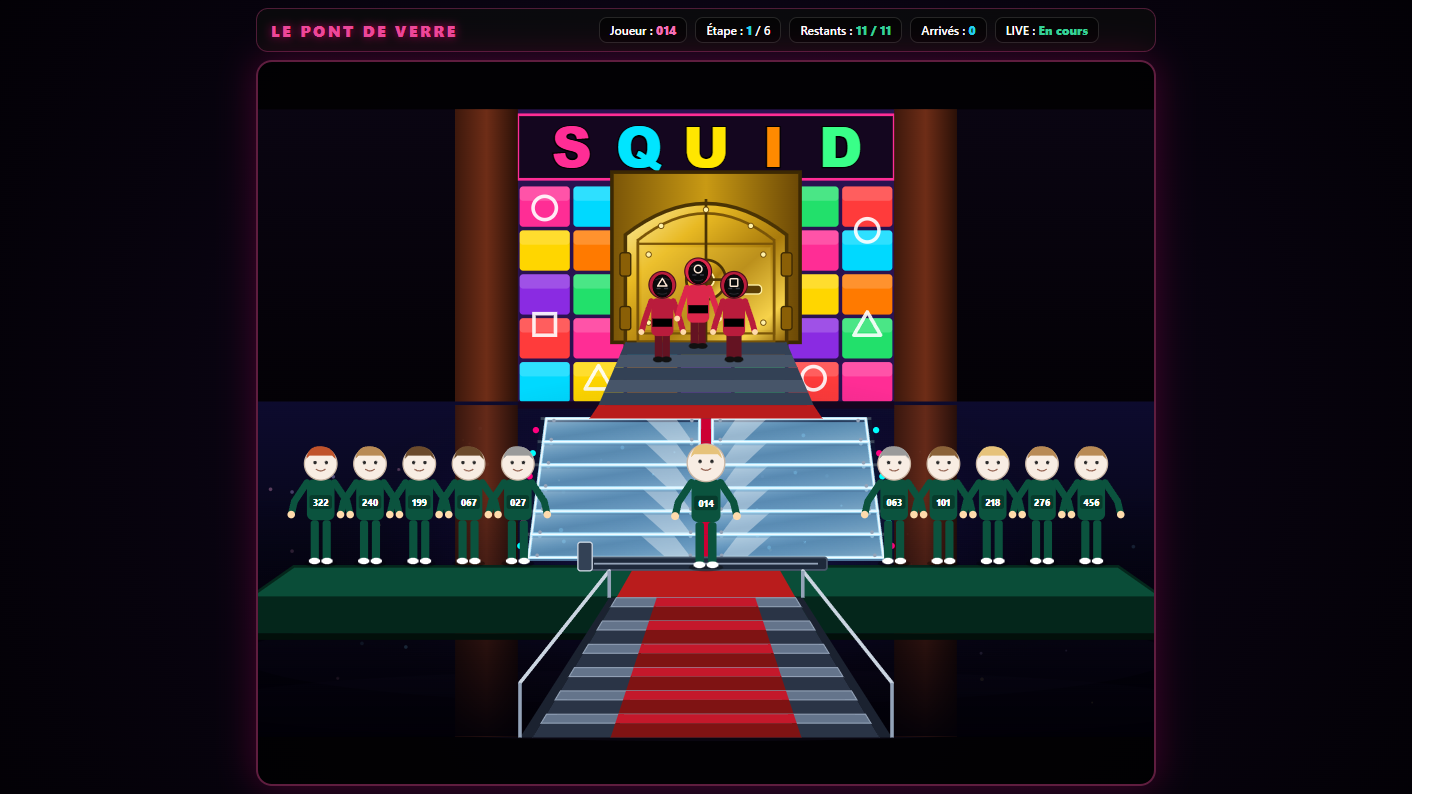 LE PONT DE VERRE
Joueur : 014
Étape : 1 / 6
Restants : 11 / 11
Arrivés : 0
LIVE : En cours
SQUID
322
240
199
067
027
014
063
101
218
276
456